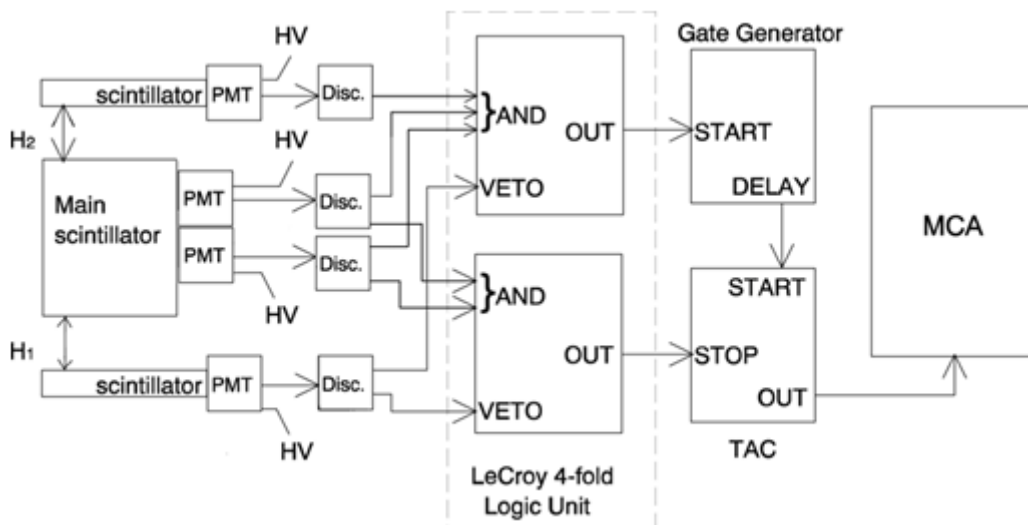 HV
Gate Generator
scintillator
PMT
Disc.
}AND
OUT
START
H₂
HV
DELAY
VETO
Main
scintillator
PMT
Disc.
MCA
PMT
Disc.
START
}AND
HV
OUT
STOP
H₁
OUT
scintillator
PMT
Disc.
VETO
HV
TAC
LeCroy 4-fold
Logic Unit